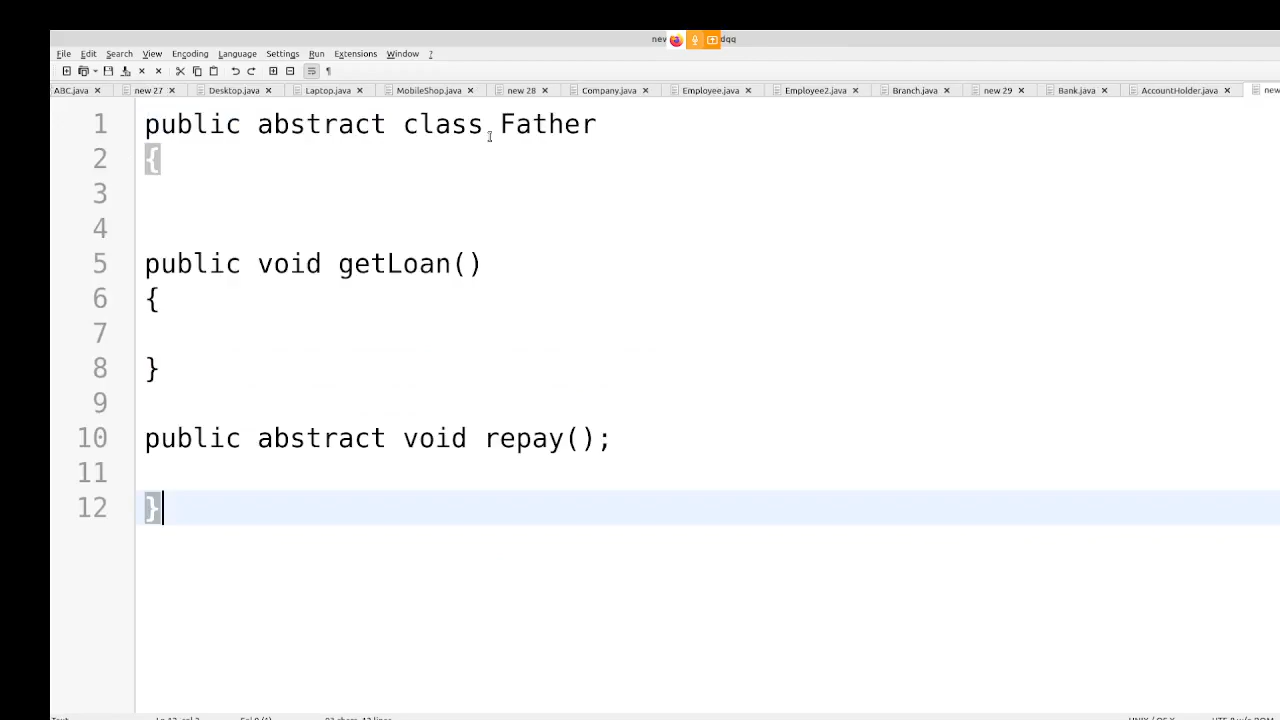 new dqq
File Edit Search View Encoding Language Settings Run Extensions Window ?
ABC.java new 27 Desktop.java Laptop.java MobileShop.java new 28 Company.java Employee.java Employee2.java Branch.java new 29 Bank.java AccountHolder.java new
1 public abstract class Father
2 {
3
4
5 public void getLoan()
6 {
7
8 }
9
10 public abstract void repay();
11
12 }